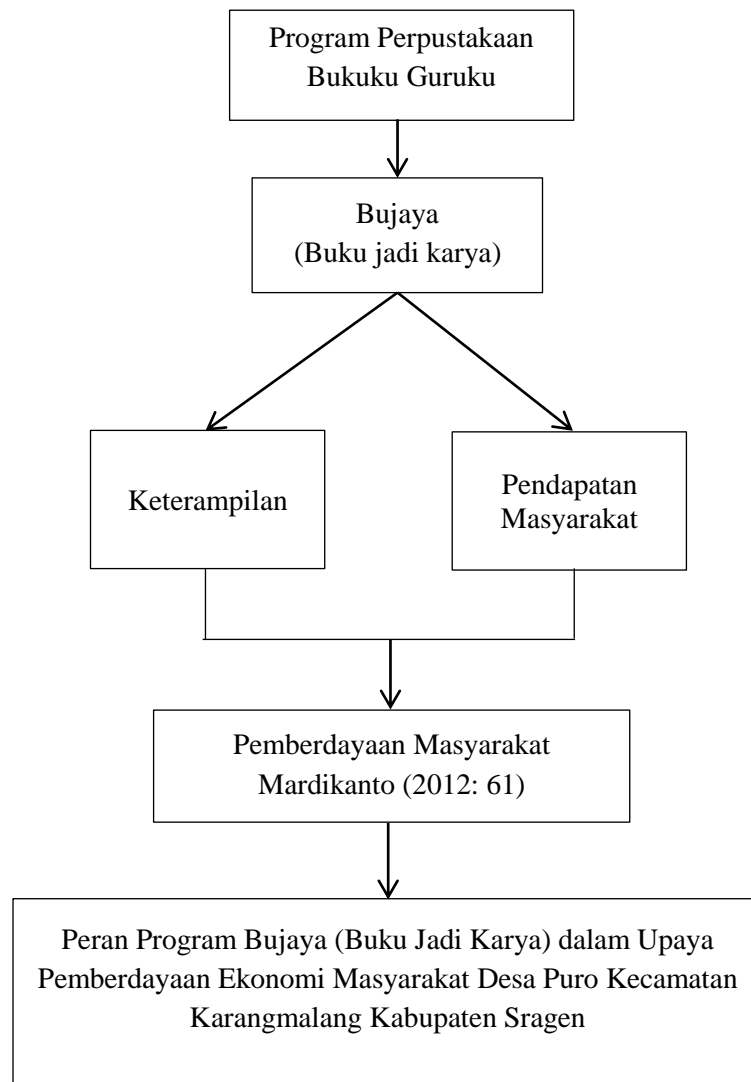 Program Perpustakaan
Bukuku Guruku
Bujaya
(Buku jadi karya)
Keterampilan
Pendapatan
Masyarakat
Pemberdayaan Masyarakat
Mardikanto (2012: 61)
Peran Program Bujaya (Buku Jadi Karya) dalam Upaya
Pemberdayaan Ekonomi Masyarakat Desa Puro Kecamatan
Karangmalang Kabupaten Sragen